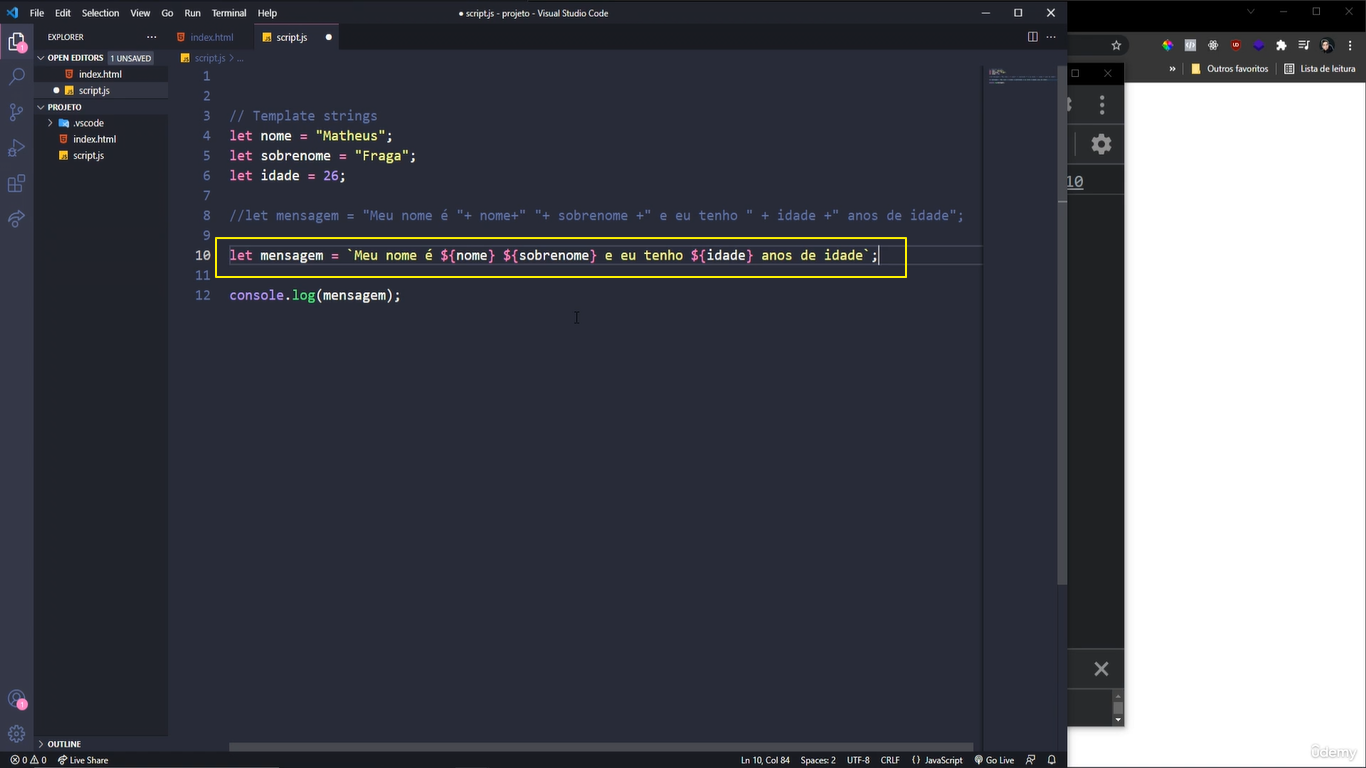 File Edit Selection View Go Run Terminal Help
● script.js - projeto - Visual Studio Code
EXPLORER
OPEN EDITORS 1 UNSAVED
index.html
script.js
PROJETO
.vscode
index.html
script.js
OUTLINE
index.html script.js
script.js > ...
1
2
3 // Template strings
4 let nome = "Matheus";
5 let sobrenome = "Fraga";
6 let idade = 26;
7
8 //let mensagem = "Meu nome é "+ nome+" "+ sobrenome +" e eu tenho " + idade +" anos de idade";
9
10 let mensagem = `Meu nome é ${nome} ${sobrenome} e eu tenho ${idade} anos de idade`;
11
12 console.log(mensagem);
» Outros favoritos Lista de leitura
10
0 0 Live Share
Ln 10, Col 84 Spaces: 2 UTF-8 CRLF {} JavaScript Go Live
1
1
ûdemy